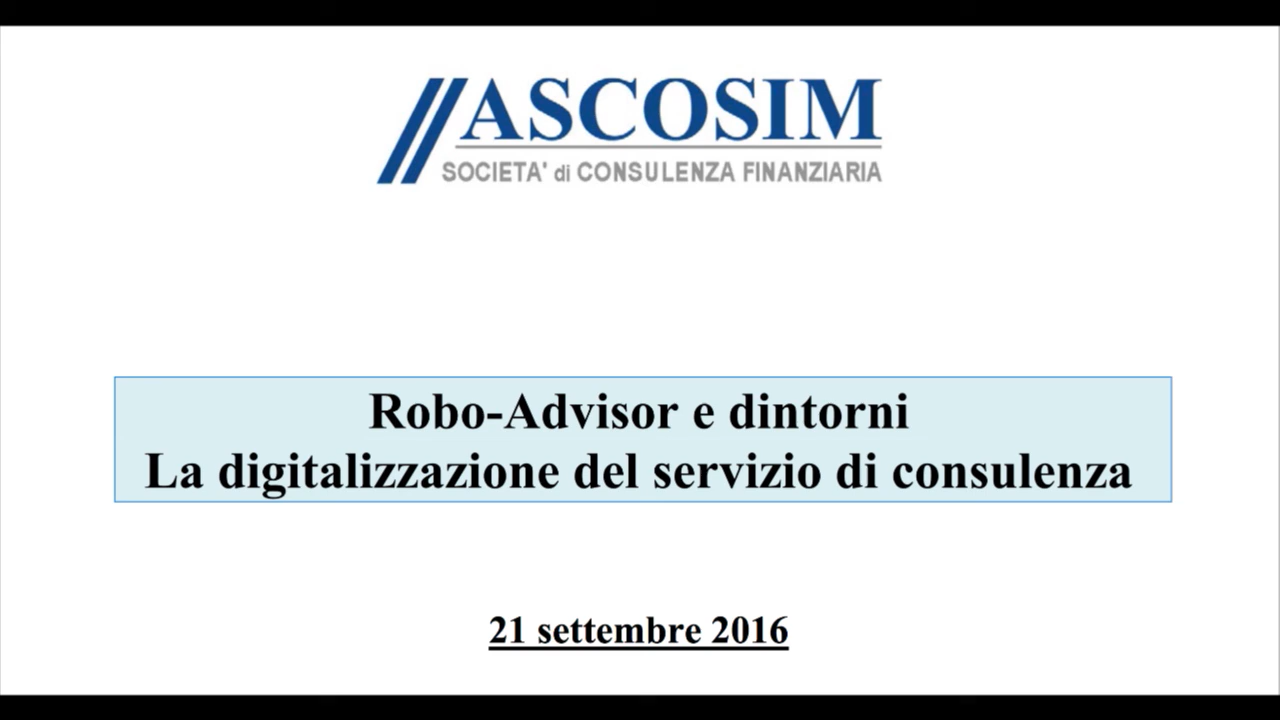 ASCOSIM
SOCIETA' di CONSULENZA FINANZIARIA
Robo-Advisor e dintorni
La digitalizzazione del servizio di consulenza
21 settembre 2016